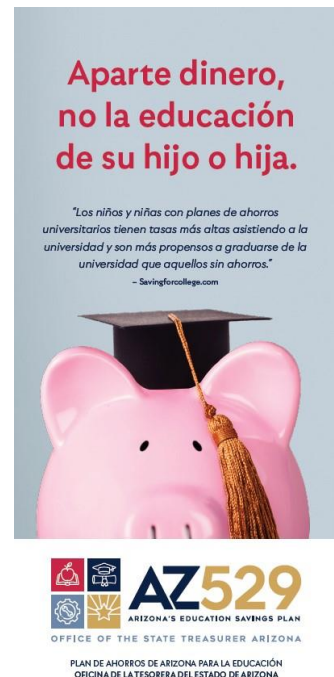 Aparte dinero,
no la educación
de su hijo o hija.
"Los niños y niñas con planes de ahorros
universitarios tienen tasas más altas asistiendo a la
universidad y son más propensos a graduarse de la
universidad que aquellos sin ahorros."
– Savingforcollege.com
AZ529
ARIZONA'S EDUCATION SAVINGS PLAN
OFFICE OF THE STATE TREASURER ARIZONA
PLAN DE AHORROS DE ARIZONA PARA LA EDUCACIÓN
OFICINA DE LA TESORERA DEL ESTADO DE ARIZONA